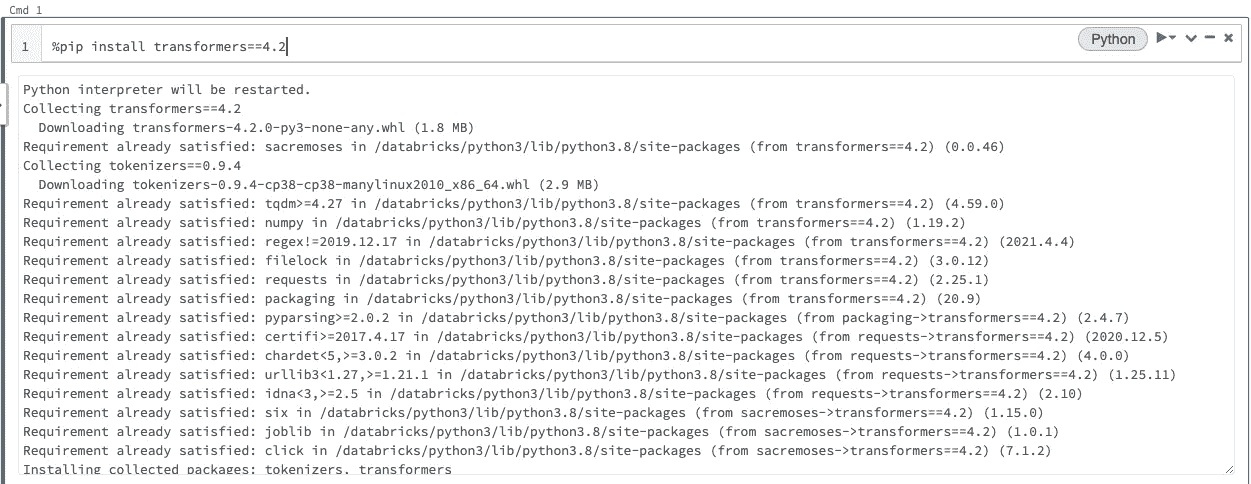 Cmd 1
1 %pip install transformers==4.2
Python
Python interpreter will be restarted.
Collecting transformers==4.2
Downloading transformers-4.2.0-py3-none-any.whl (1.8 MB)
Requirement already satisfied: sacremoses in /databricks/python3/lib/python3.8/site-packages (from transformers==4.2) (0.0.46)
Collecting tokenizers==0.9.4
Downloading tokenizers-0.9.4-cp38-cp38-manylinux2010_x86_64.whl (2.9 MB)
Requirement already satisfied: tqdm>=4.27 in /databricks/python3/lib/python3.8/site-packages (from transformers==4.2) (4.59.0)
Requirement already satisfied: numpy in /databricks/python3/lib/python3.8/site-packages (from transformers==4.2) (1.19.2)
Requirement already satisfied: regex!=2019.12.17 in /databricks/python3/lib/python3.8/site-packages (from transformers==4.2) (2021.4.4)
Requirement already satisfied: filelock in /databricks/python3/lib/python3.8/site-packages (from transformers==4.2) (3.0.12)
Requirement already satisfied: requests in /databricks/python3/lib/python3.8/site-packages (from transformers==4.2) (2.25.1)
Requirement already satisfied: packaging in /databricks/python3/lib/python3.8/site-packages (from transformers==4.2) (20.9)
Requirement already satisfied: pyparsing>=2.0.2 in /databricks/python3/lib/python3.8/site-packages (from packaging->transformers==4.2) (2.4.7)
Requirement already satisfied: certifi>=2017.4.17 in /databricks/python3/lib/python3.8/site-packages (from requests->transformers==4.2) (2020.12.5)
Requirement already satisfied: chardet<5,>=3.0.2 in /databricks/python3/lib/python3.8/site-packages (from requests->transformers==4.2) (4.0.0)
Requirement already satisfied: urllib3<1.27,>=1.21.1 in /databricks/python3/lib/python3.8/site-packages (from requests->transformers==4.2) (1.25.11)
Requirement already satisfied: idna<3,>=2.5 in /databricks/python3/lib/python3.8/site-packages (from requests->transformers==4.2) (2.10)
Requirement already satisfied: six in /databricks/python3/lib/python3.8/site-packages (from sacremoses->transformers==4.2) (1.15.0)
Requirement already satisfied: joblib in /databricks/python3/lib/python3.8/site-packages (from sacremoses->transformers==4.2) (1.0.1)
Requirement already satisfied: click in /databricks/python3/lib/python3.8/site-packages (from sacremoses->transformers==4.2) (7.1.2)
Installing collected packages: tokenizers, transformers